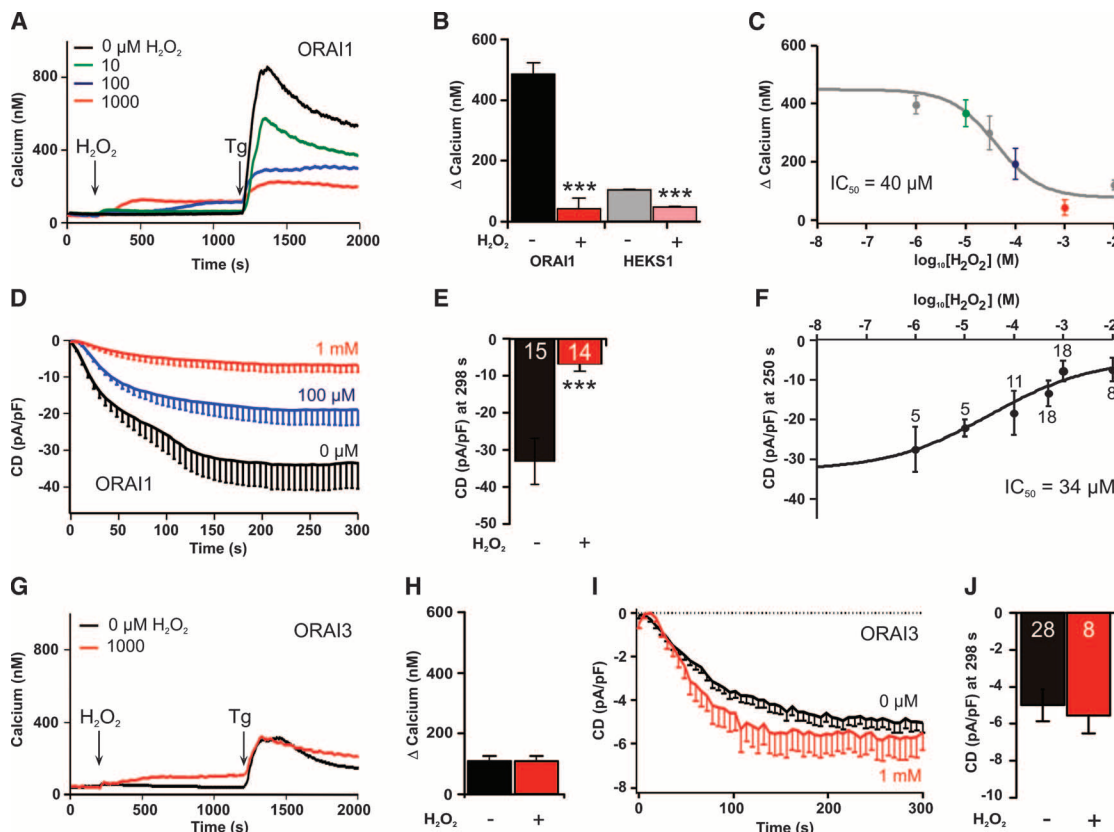 A
0 µM H₂O₂
10
100
1000
ORAI1
H₂O₂
Tg
Calcium (nM)
800
400
0
0 500 1000 1500 2000
Time (s)
B
Δ Calcium (nM)
600
400
200
0
***
***
H₂O₂ - + - +
ORAI1 HEKS1
C
Δ Calcium (nM)
600
400
200
0
IC₅₀ = 40 µM
-8 -7 -6 -5 -4 -3 -2
log₁₀[H₂O₂] (M)
D
CD (pA/pF)
0
-10
-20
-30
-40
1 mM
100 µM
0 µM
ORAI1
0 50 100 150 200 250 300
Time (s)
E
CD (pA/pF) at 298 s
0
-10
-20
-30
-40
-50
15
14
***
H₂O₂ - +
F
log₁₀[H₂O₂] (M)
-8 -7 -6 -5 -4 -3 -2
CD (pA/pF) at 250 s
-10
-20
-30
-40
5
5
11
18
18
8
IC₅₀ = 34 µM
G
0 µM H₂O₂
1000
ORAI3
H₂O₂
Tg
Calcium (nM)
800
400
0
0 500 1000 1500 2000
Time (s)
H
Δ Calcium (nM)
600
400
200
0
H₂O₂ - +
I
CD (pA/pF)
0
-2
-4
-6
-8
ORAI3
0 µM
1 mM
0 100 200 300
Time (s)
J
CD (pA/pF) at 298 s
0
-2
-4
-6
-8
-10
28
8
H₂O₂ - +